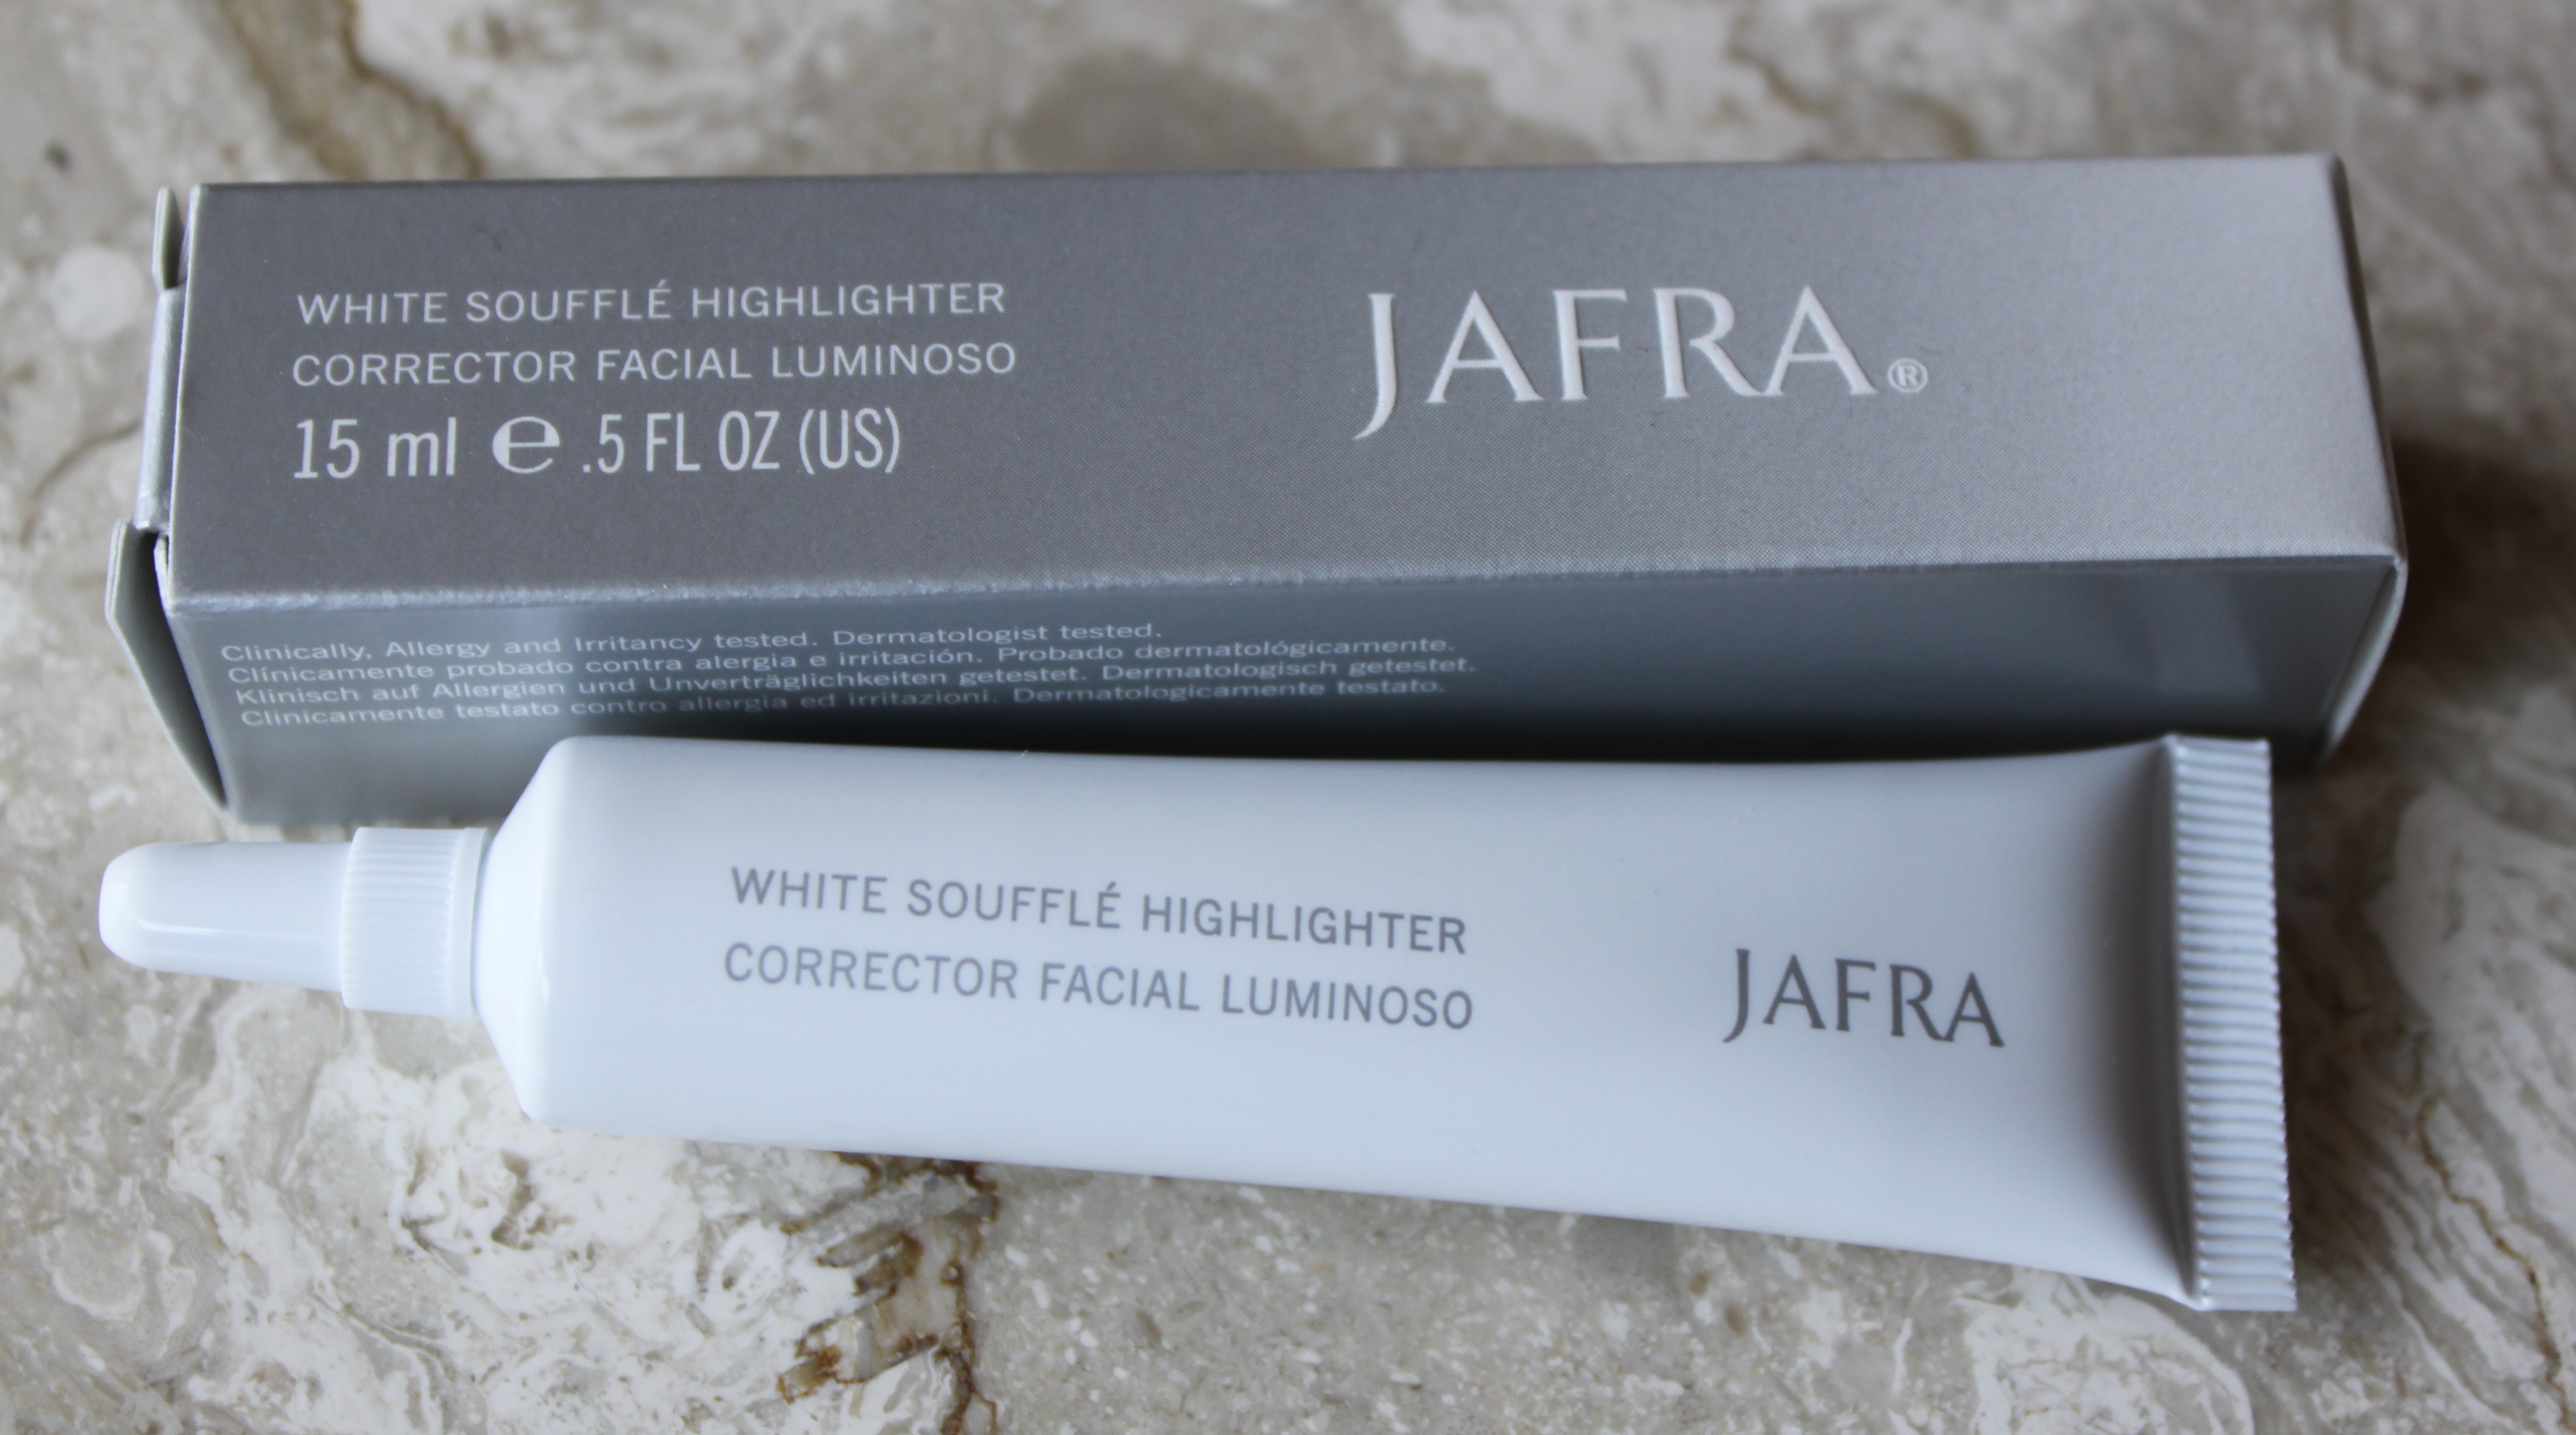 WHITE SOUFFLÉ HIGHLIGHTER
CORRECTOR FACIAL LUMINOSO
15 ml ℮ .5 FL OZ (US)
JAFRA®
Clinically, Allergy and Irritancy tested. Dermatologist tested.
Clínicamente probado contra alergia e irritación. Probado dermatológicamente.
Klinisch auf Allergien und Unverträglichkeiten getestet. Dermatologisch getestet.
Clinicamente testato contro allergia ed irritazioni. Dermatologicamente testato.
WHITE SOUFFLÉ HIGHLIGHTER
CORRECTOR FACIAL LUMINOSO
JAFRA